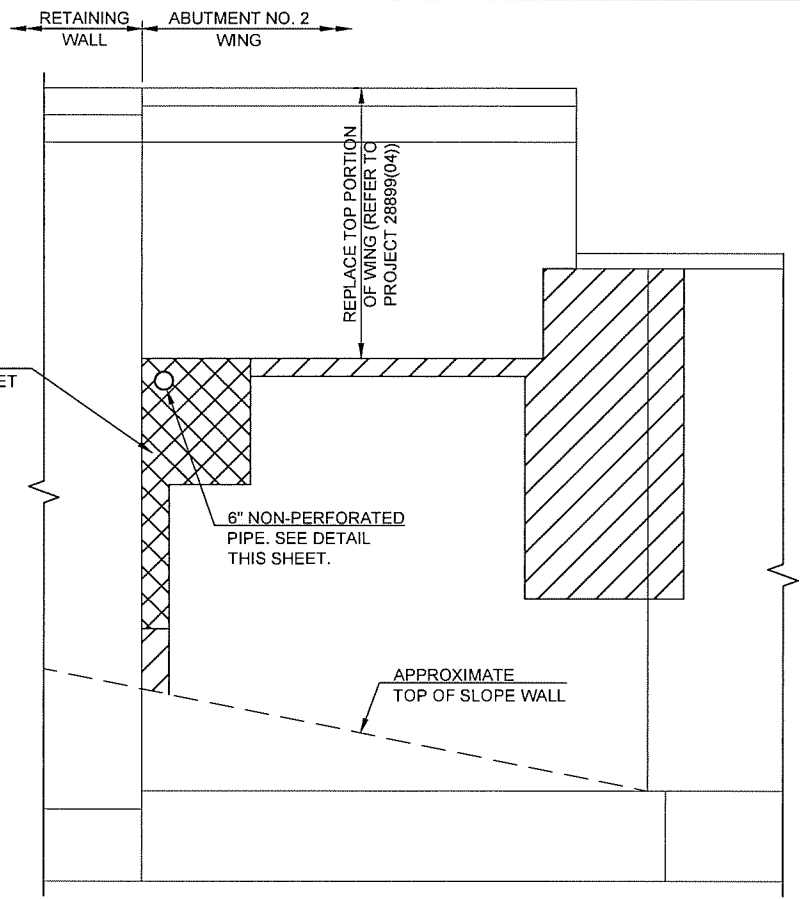 RETAINING
WALL
ABUTMENT NO. 2
WING
REPLACE TOP PORTION
OF WING (REFER TO
PROJECT 28899(04))
6" NON-PERFORATED
PIPE. SEE DETAIL
THIS SHEET.
APPROXIMATE
TOP OF SLOPE WALL